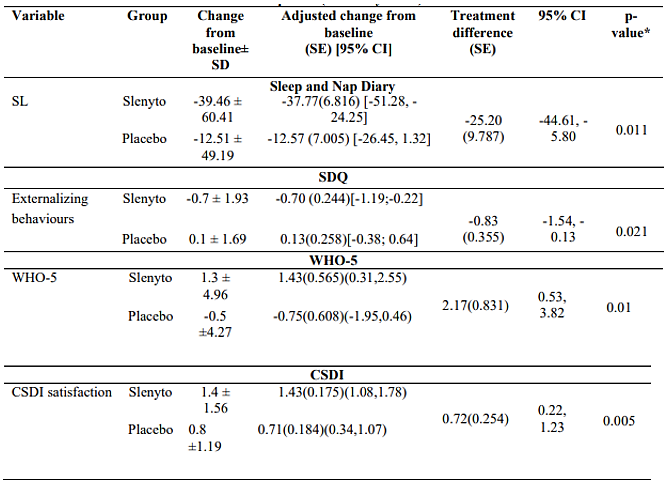 Variable Group Change from baseline± SD Adjusted change from baseline (SE) [95% CI] Treatment difference (SE) 95% CI p-value*
Sleep and Nap Diary
SL Slenyto -39.46 ± 60.41 -37.77(6.816) [-51.28, -24.25] -25.20 (9.787) -44.61, -5.80 0.011
Placebo -12.51 ± 49.19 -12.57 (7.005) [-26.45, 1.32]
SDQ
Externalizing behaviours Slenyto -0.7 ± 1.93 -0.70 (0.244)[-1.19;-0.22] -0.83 (0.355) -1.54, -0.13 0.021
Placebo 0.1 ± 1.69 0.13(0.258)[-0.38; 0.64]
WHO-5
WHO-5 Slenyto 1.3 ± 4.96 1.43(0.565)(0.31,2.55) 2.17(0.831) 0.53, 3.82 0.01
Placebo -0.5 ±4.27 -0.75(0.608)(-1.95,0.46)
CSDI
CSDI satisfaction Slenyto 1.4 ± 1.56 1.43(0.175)(1.08,1.78) 0.72(0.254) 0.22, 1.23 0.005
Placebo 0.8 ±1.19 0.71(0.184)(0.34,1.07)